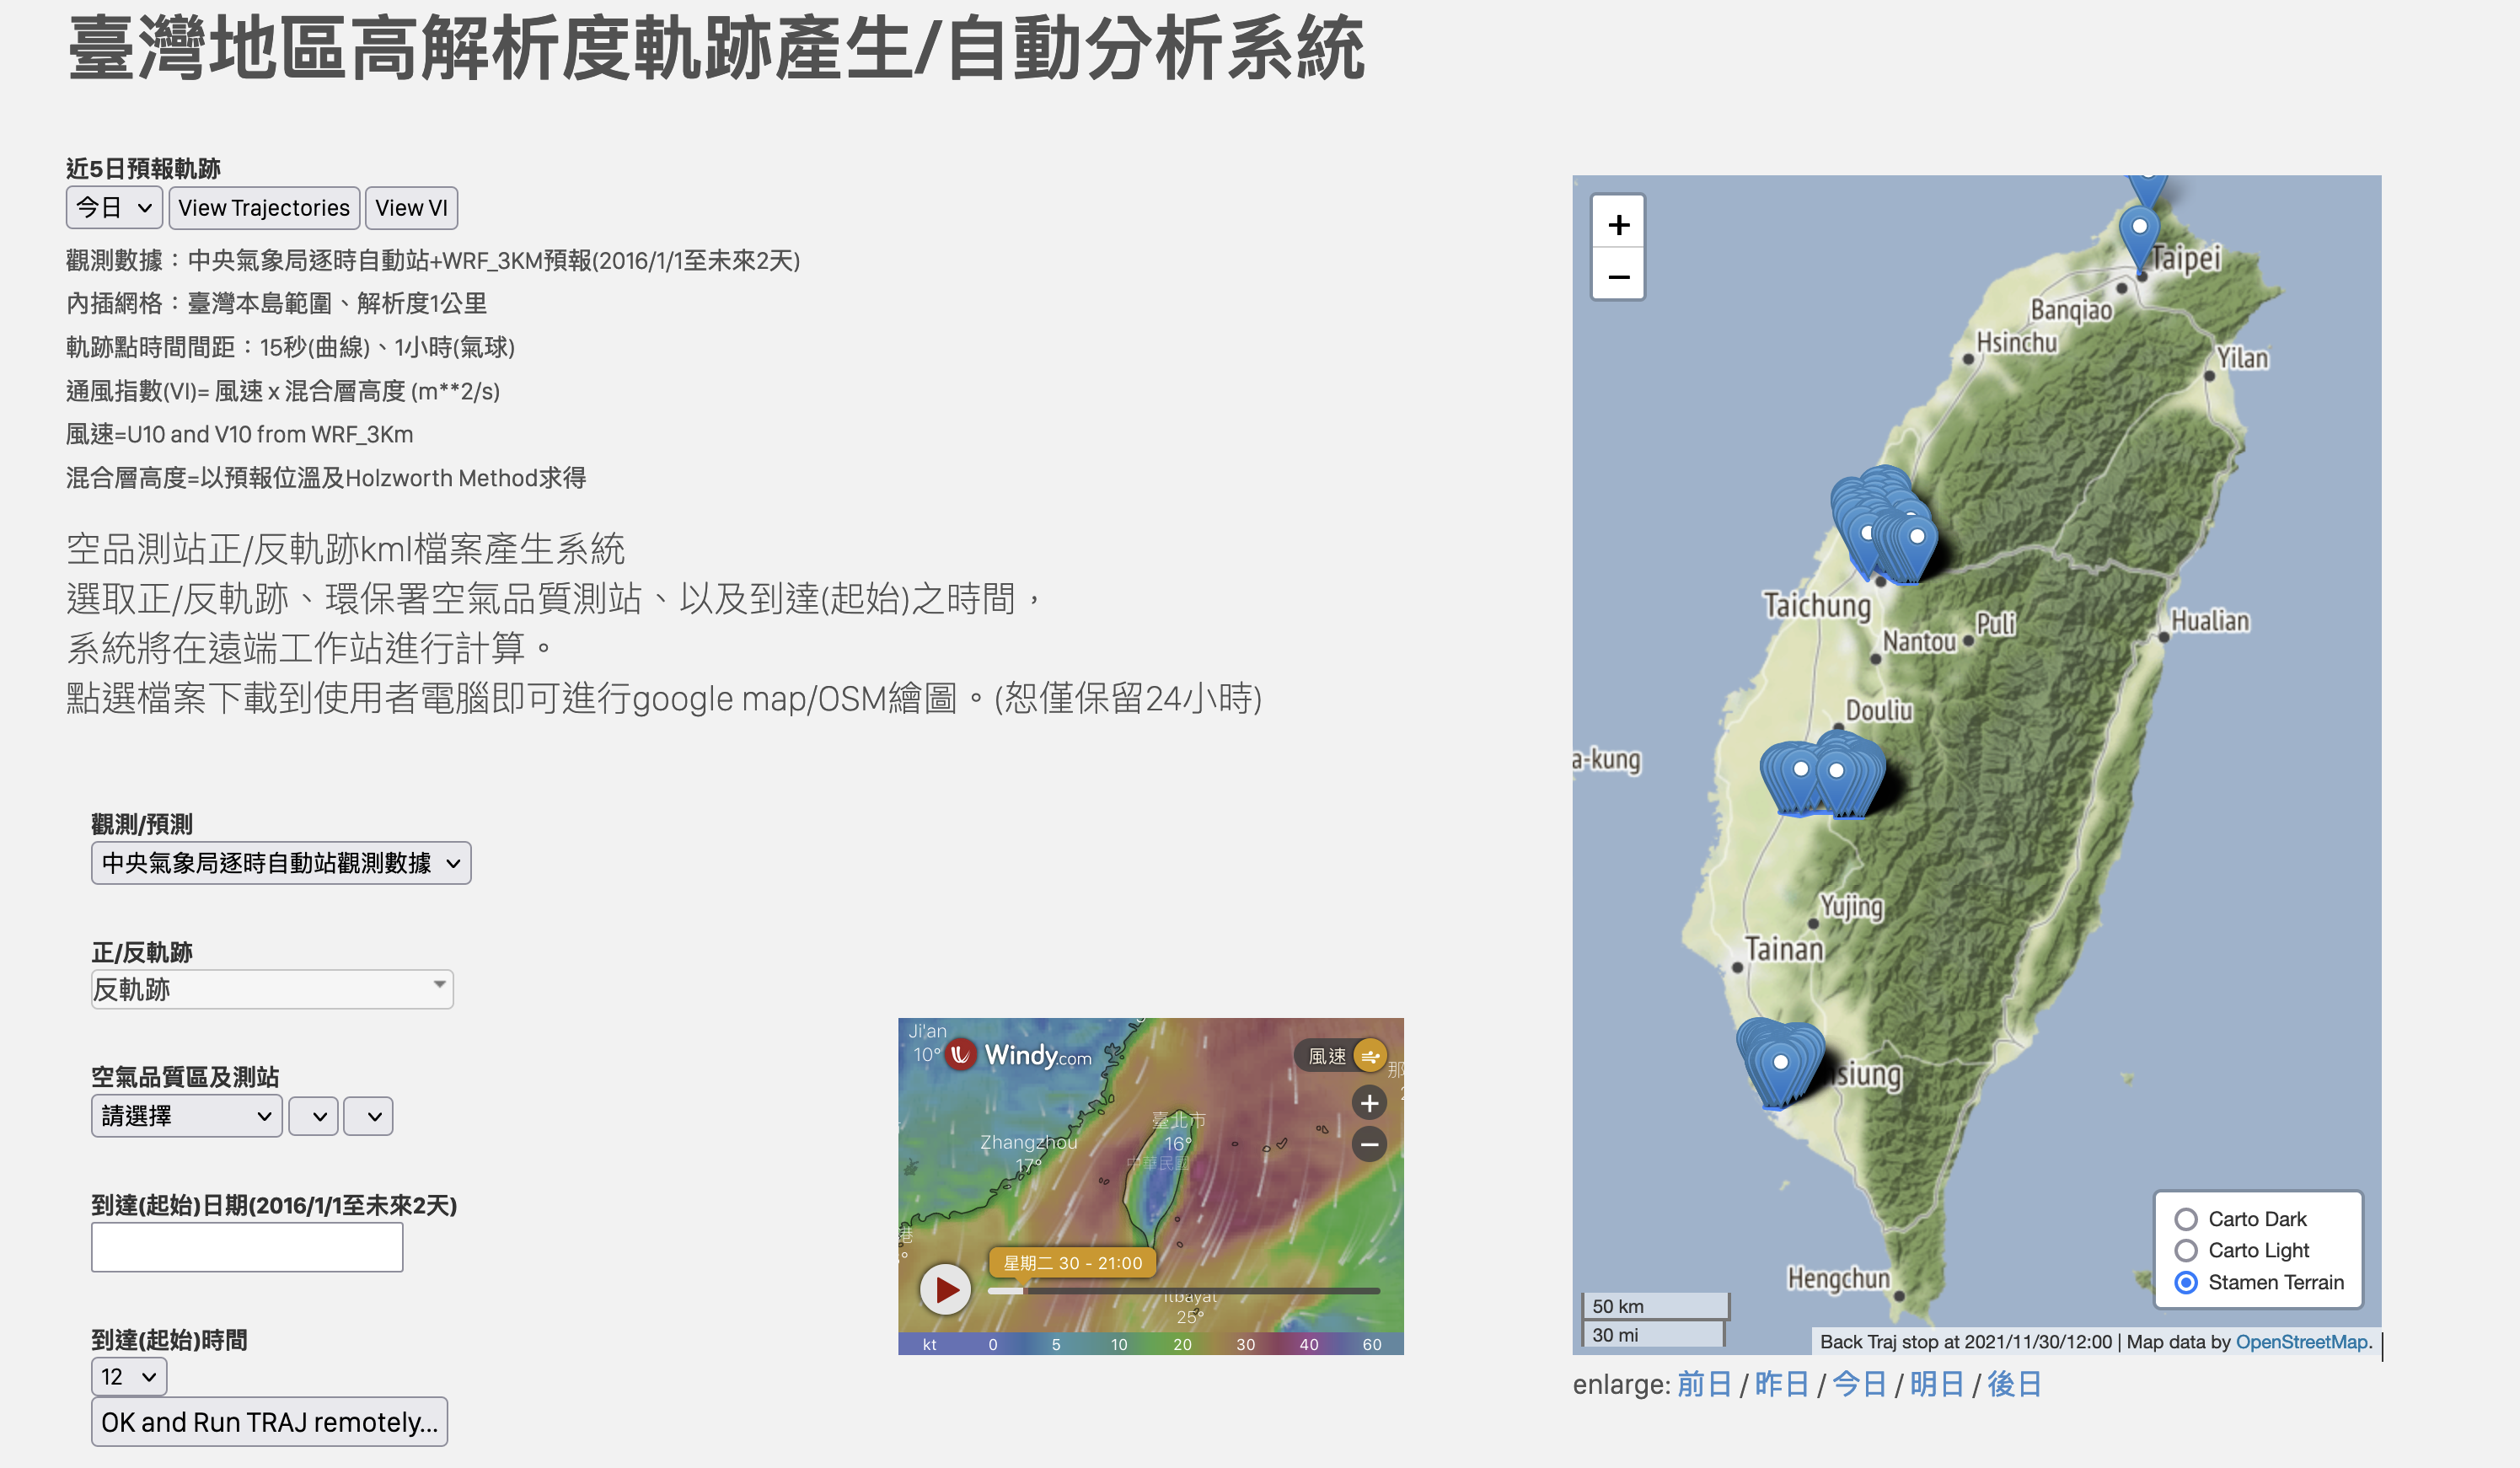 臺灣地區高解析度軌跡產生/自動分析系統
近5日預報軌跡
今日
View Trajectories
View VI
觀測數據：中央氣象局逐時自動站+WRF_3KM預報(2016/1/1至未來2天)
內插網格：臺灣本島範圍、解析度1公里
軌跡點時間間距：15秒(曲線)、1小時(氣球)
通風指數(VI)= 風速 x 混合層高度 (m**2/s)
風速=U10 and V10 from WRF_3Km
混合層高度=以預報位溫及Holzworth Method求得
空品測站正/反軌跡kml檔案產生系統
選取正/反軌跡、環保署空氣品質測站、以及到達(起始)之時間，
系統將在遠端工作站進行計算。
點選檔案下載到使用者電腦即可進行google map/OSM繪圖。(恕僅保留24小時)
觀測/預測
中央氣象局逐時自動站觀測數據
正/反軌跡
反軌跡
空氣品質區及測站
請選擇
到達(起始)日期(2016/1/1至未來2天)
到達(起始)時間
12
OK and Run TRAJ remotely...
Ji'an
10°
Windy.com
風速
那
臺北市
16°
中華民國
Zhangzhou
17°
港
星期二 30 - 21:00
Itbayat
25°
kt 0 5 10 20 30 40 60
+
−
Taipei
Banqiao
Hsinchu
Yilan
Taichung
Nantou
Puli
Hualian
Douliu
a-kung
Yujing
Tainan
siung
Hengchun
Carto Dark
Carto Light
Stamen Terrain
50 km
30 mi
Back Traj stop at 2021/11/30/12:00 | Map data by OpenStreetMap.
enlarge: 前日 / 昨日 / 今日 / 明日 / 後日